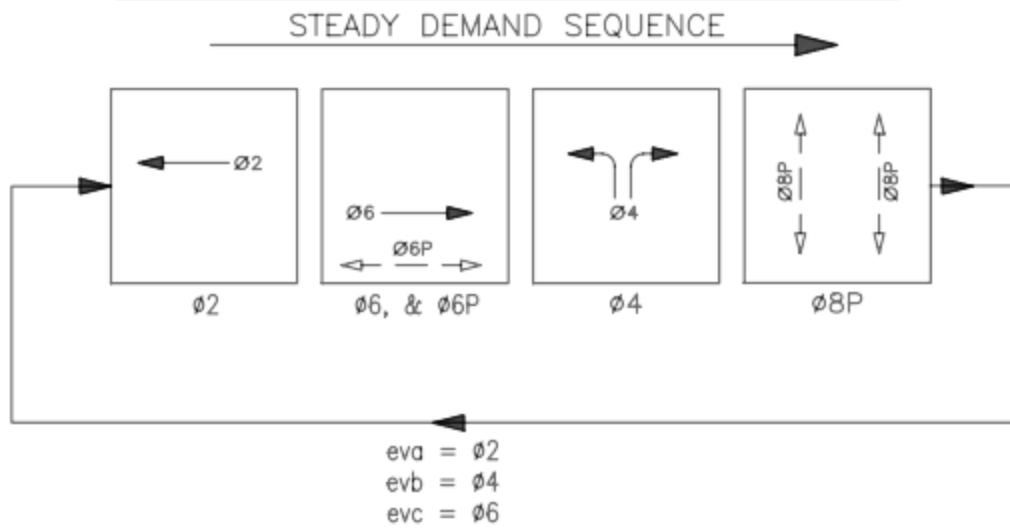 STEADY DEMAND SEQUENCE
Ø2
Ø6
Ø6P
Ø4
Ø8P
Ø8P
ø2
ø6, & ø6P
ø4
ø8P
eva = ø2
evb = ø4
evc = ø6